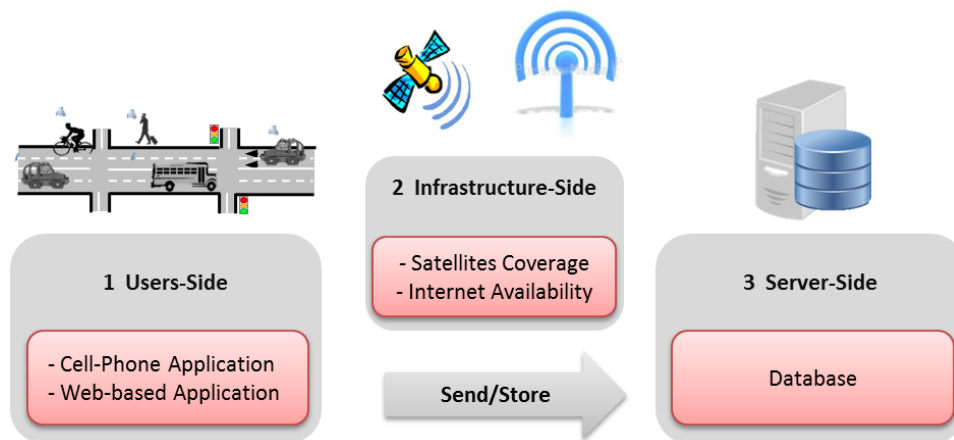 2 Infrastructure-Side
- Satellites Coverage
- Internet Availability
1 Users-Side
- Cell-Phone Application
- Web-based Application
3 Server-Side
Database
Send/Store